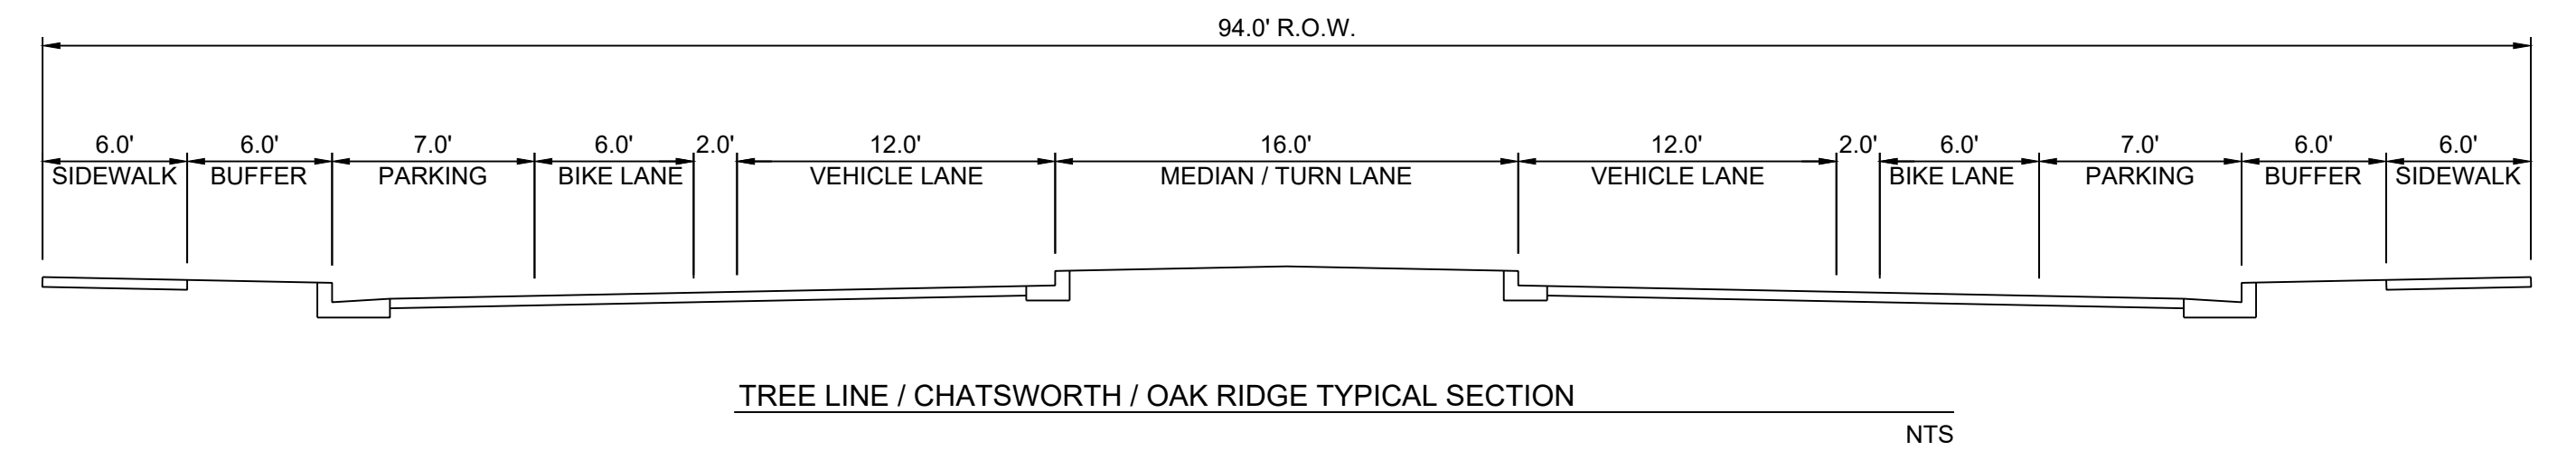 94.0' R.O.W.
6.0' 6.0' 7.0' 6.0' 2.0' 12.0' 16.0' 12.0' 2.0' 6.0' 7.0' 6.0' 6.0'
SIDEWALK BUFFER PARKING BIKE LANE VEHICLE LANE MEDIAN / TURN LANE VEHICLE LANE BIKE LANE PARKING BUFFER SIDEWALK
TREE LINE / CHATSWORTH / OAK RIDGE TYPICAL SECTION
NTS